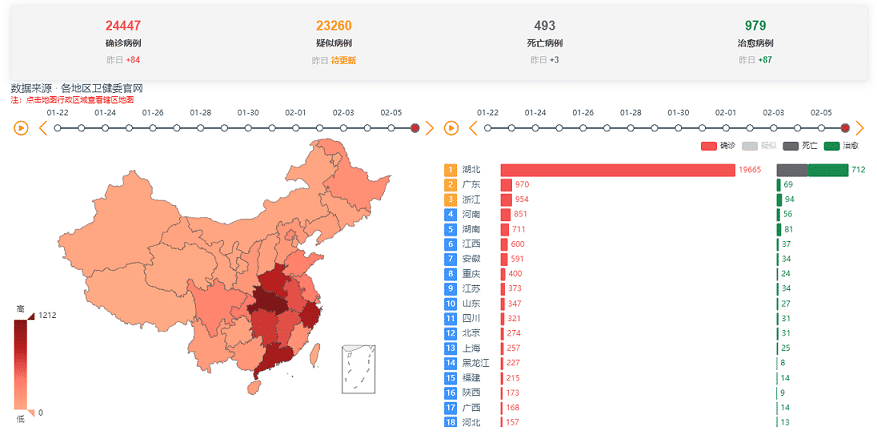 24447 23260 493 979
确诊病例 疑似病例 死亡病例 治愈病例
昨日 +84 昨日 待更新 昨日 +3 昨日 +87
数据来源 · 各地区卫健委官网
注：点击地图行政区域查看辖区地图
01-22 01-24 01-26 01-28 01-30 02-01 02-03 02-05
01-22 01-24 01-26 01-28 01-30 02-01 02-03 02-05
确诊 疑似 死亡 治愈
高
1212
低
0
1 湖北 19665 712
2 广东 970 69
3 浙江 954 94
4 河南 851 56
5 湖南 711 81
6 江西 600 37
7 安徽 591 34
8 重庆 400 24
9 江苏 373 34
10 山东 347 27
11 四川 321 31
12 北京 274 31
13 上海 257 25
14 黑龙江 227 8
15 福建 215 14
16 陕西 173 9
17 广西 168 14
18 河北 157 13